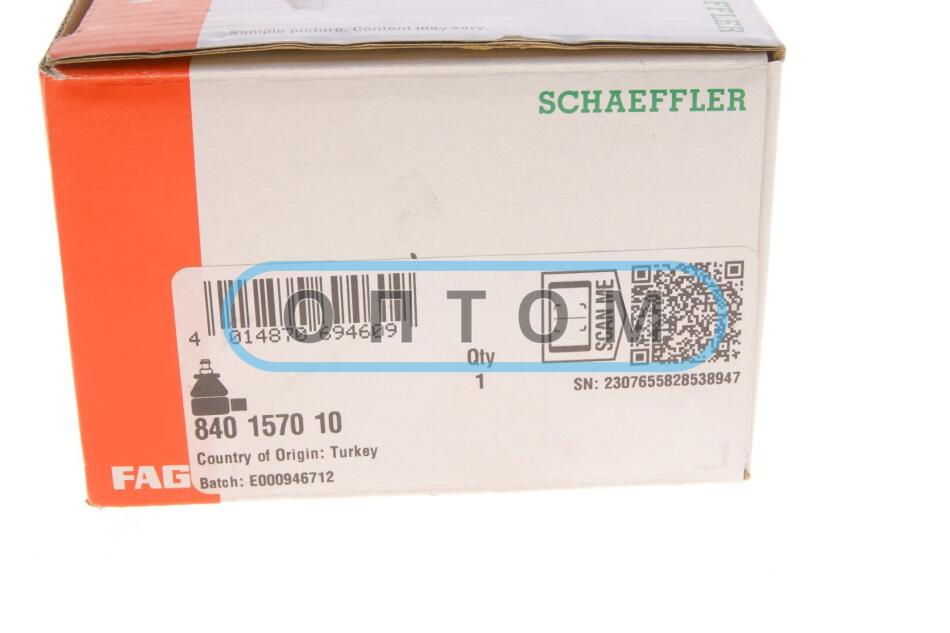 Sample picture. Content may vary.
SCHAEFFLER
SCHAEFFLER
4 014870 694609
ОПТОМ
SCAN ME
Qty
1
SN: 2307655828538947
840 1570 10
Country of Origin: Turkey
Batch: E000946712
FAG